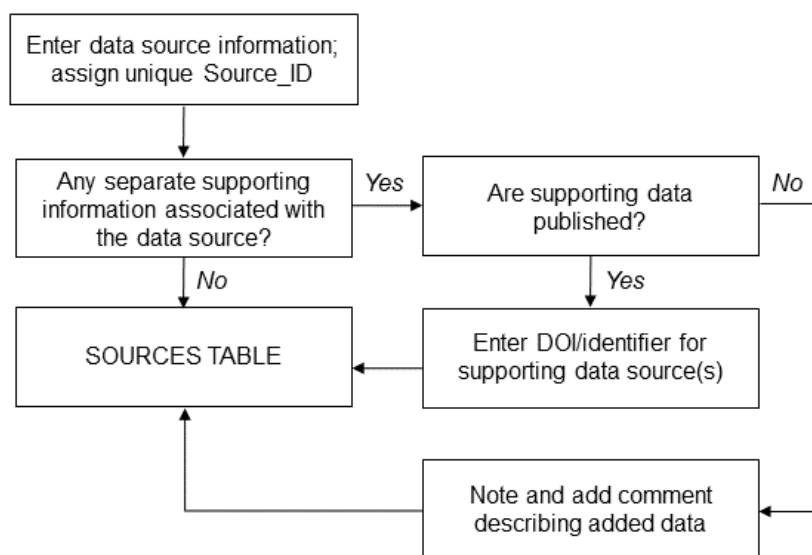 Enter data source information;
assign unique Source_ID
Any separate supporting
information associated with
the data source?
Yes
Are supporting data
published?
No
No
Yes
SOURCES TABLE
Enter DOI/identifier for
supporting data source(s)
Note and add comment
describing added data